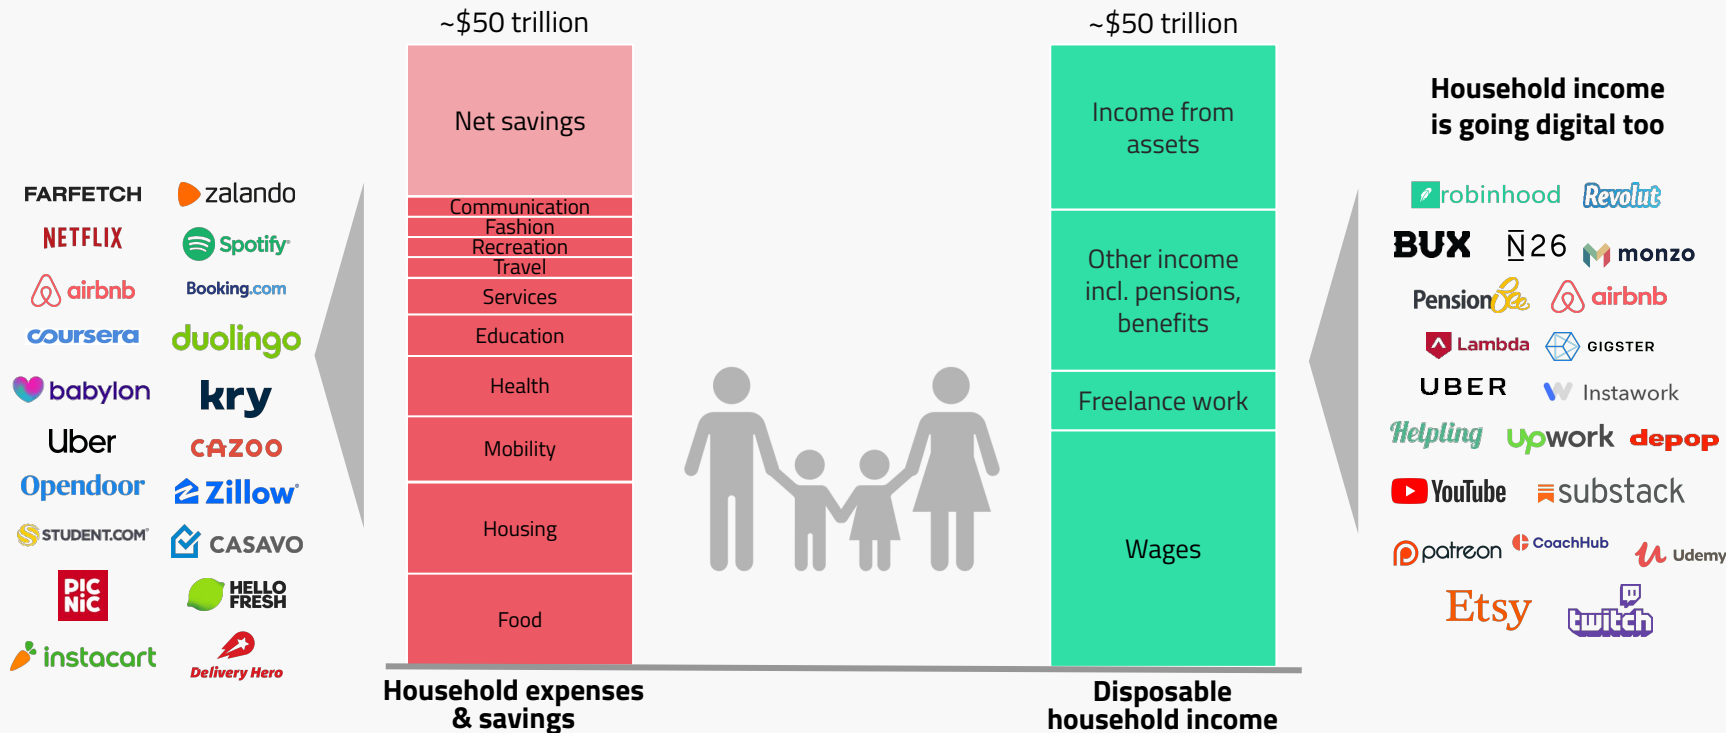 ~$50 trillion
~$50 trillion
Household income
is going digital too
FARFETCH
zalando
NETFLIX
Spotify
airbnb
Booking.com
coursera
duolingo
babylon
kry
Uber
CAZOO
Opendoor
Zillow
STUDENT.COM
CASAVO
PiC
NiC
HELLO
FRESH
instacart
Delivery Hero
Net savings
Communication
Fashion
Recreation
Travel
Services
Education
Health
Mobility
Housing
Food
Household expenses
& savings
Income from
assets
Other income
incl. pensions,
benefits
Freelance work
Wages
Disposable
household income
robinhood
Revolut
BUX
N26
monzo
PensionBee
airbnb
Lambda
GIGSTER
UBER
Instawork
Helpling
upwork
depop
YouTube
substack
patreon
CoachHub
Udemy
Etsy
twitch